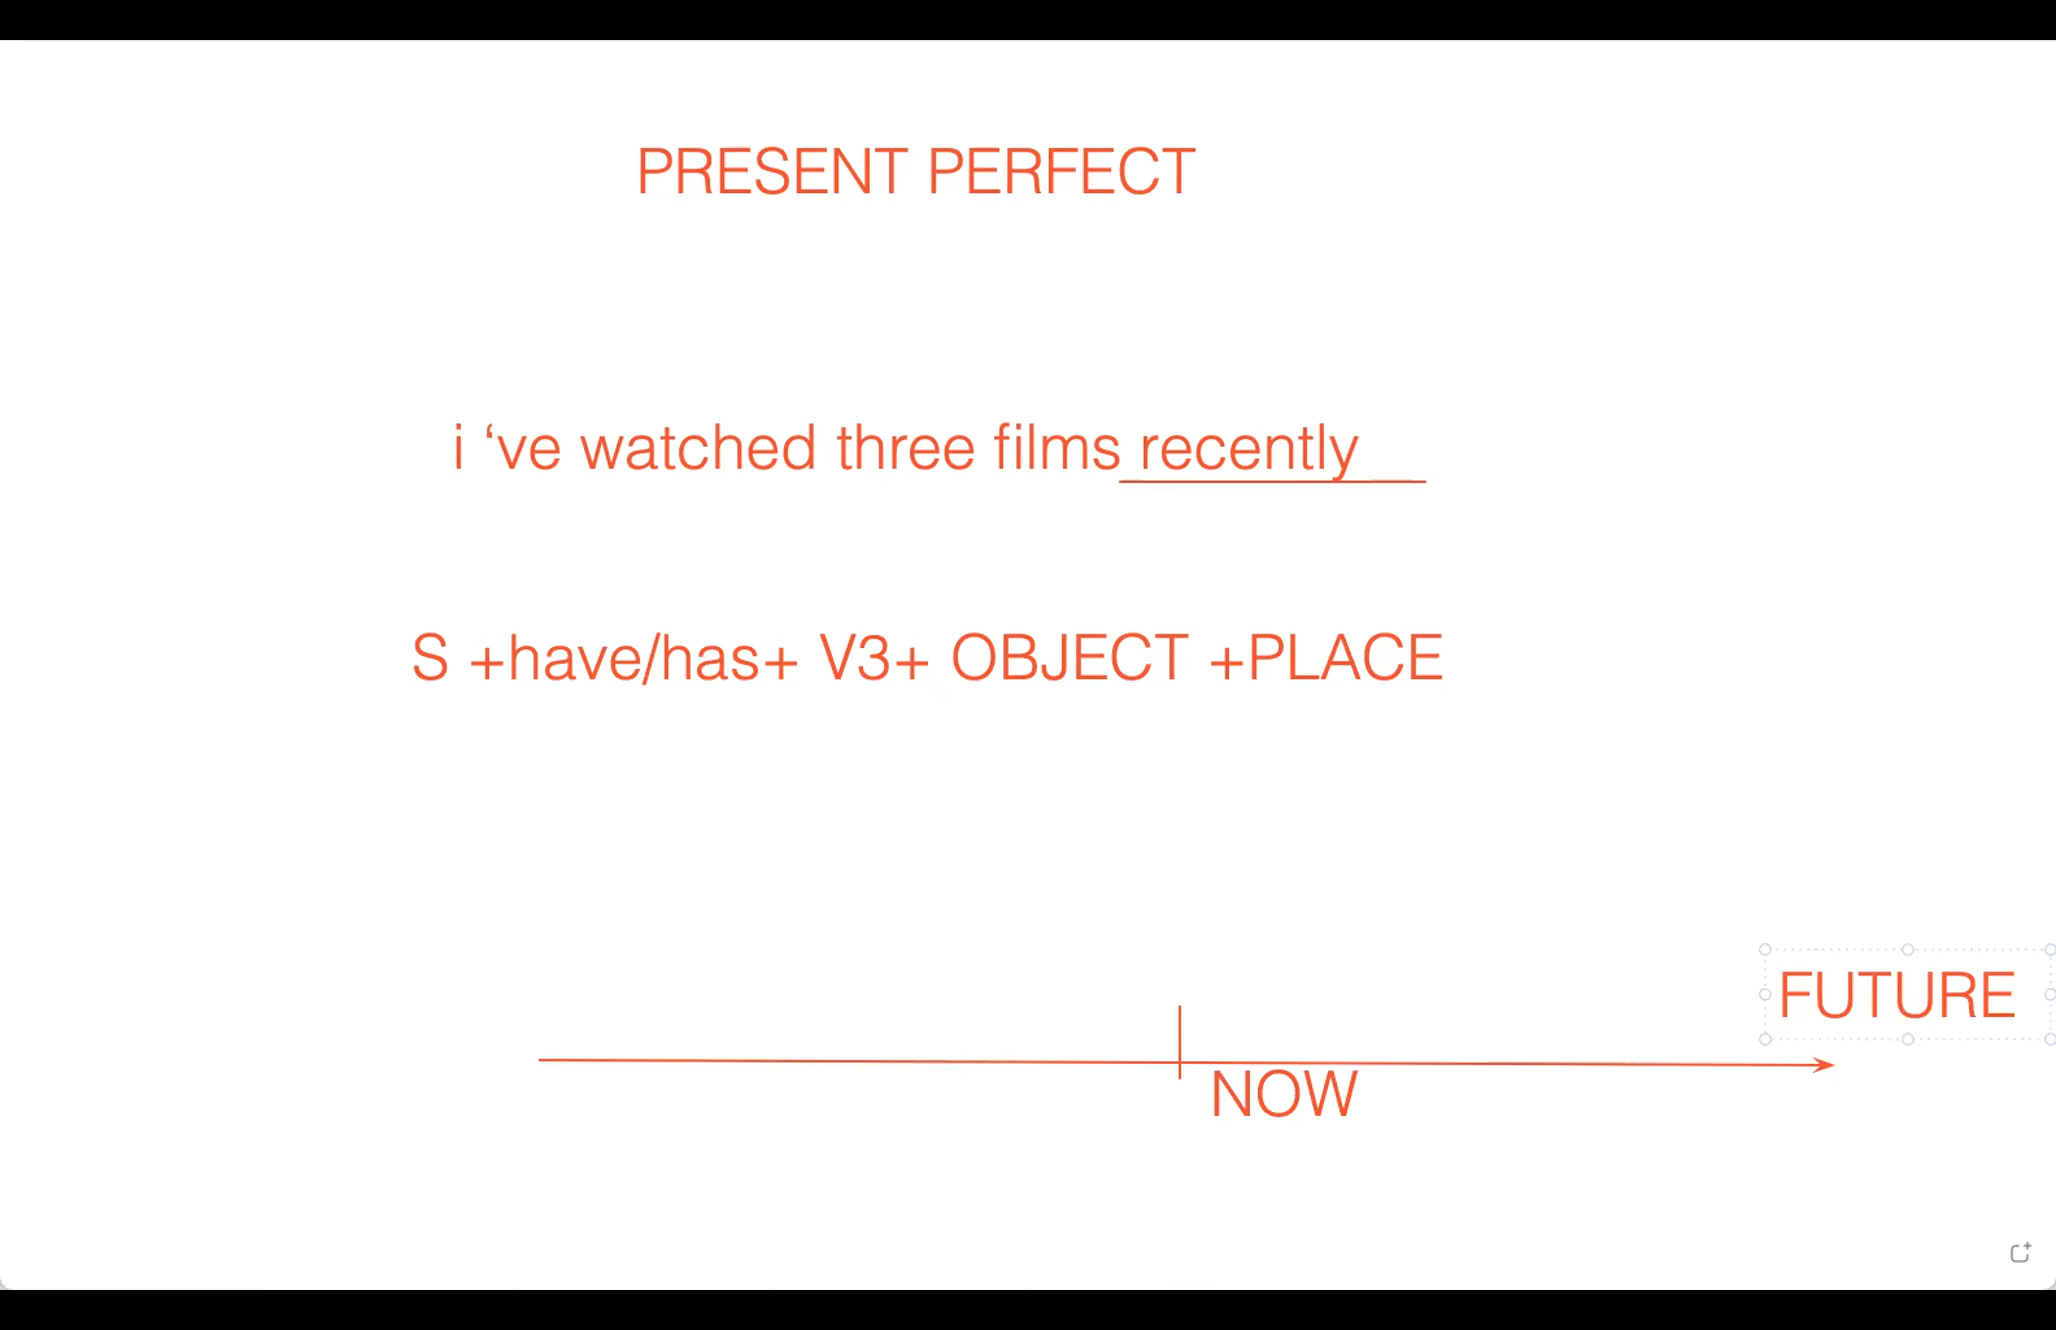 PRESENT PERFECT
i ‘ve watched three films recently
S +have/has+ V3+ OBJECT +PLACE
FUTURE
NOW